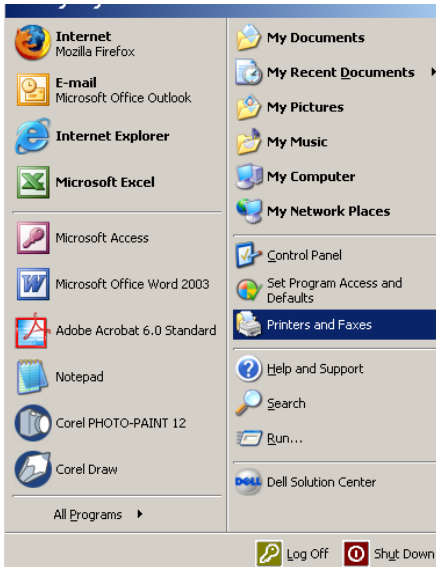 Internet
Mozilla Firefox
E-mail
Microsoft Office Outlook
Internet Explorer
Microsoft Excel
Microsoft Access
Microsoft Office Word 2003
Adobe Acrobat 6.0 Standard
Notepad
Corel PHOTO-PAINT 12
Corel Draw
All Programs
My Documents
My Recent Documents
My Pictures
My Music
My Computer
My Network Places
Control Panel
Set Program Access and
Defaults
Printers and Faxes
Help and Support
Search
Run...
DELL Dell Solution Center
Log Off
Shut Down